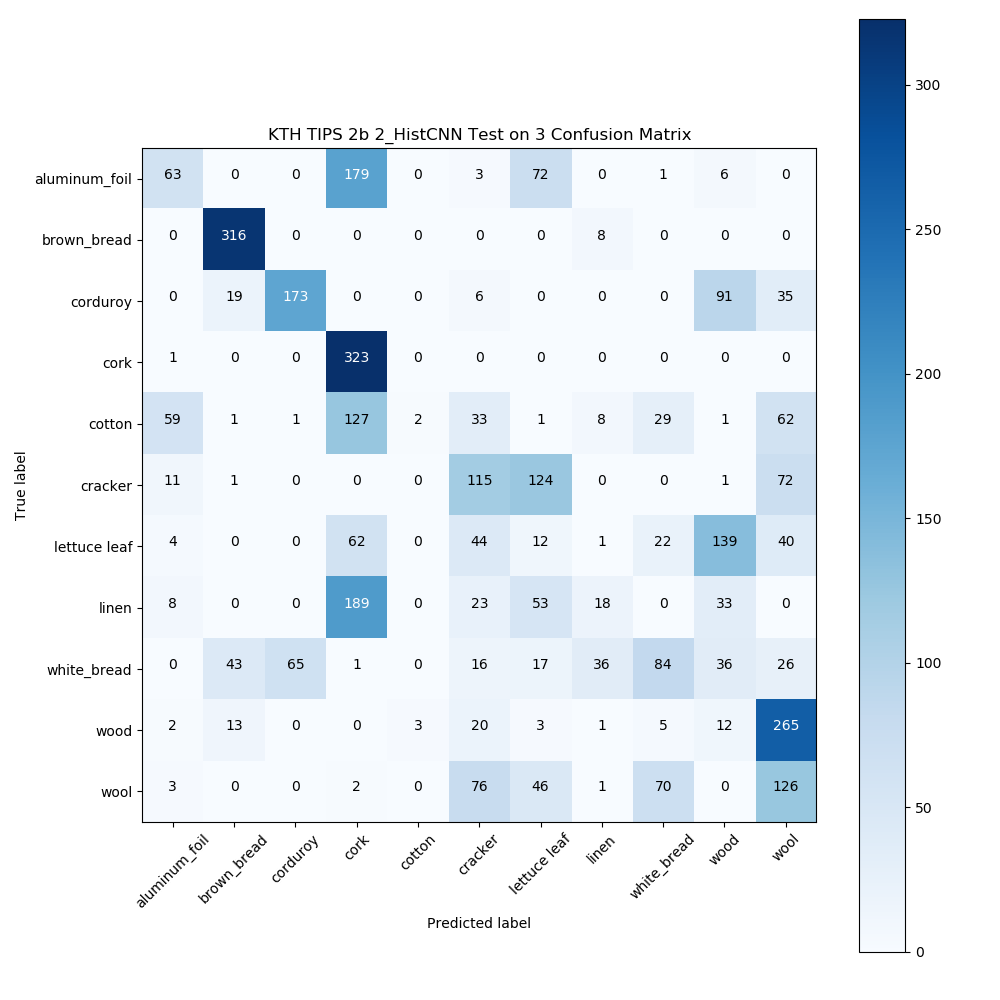 KTH TIPS 2b 2_HistCNN Test on 3 Confusion Matrix
aluminum_foil 63 0 0 179 0 3 72 0 1 6 0
brown_bread 0 316 0 0 0 0 0 8 0 0 0
corduroy 0 19 173 0 0 6 0 0 0 91 35
cork 1 0 0 323 0 0 0 0 0 0 0
cotton 59 1 1 127 2 33 1 8 29 1 62
cracker 11 1 0 0 0 115 124 0 0 1 72
lettuce leaf 4 0 0 62 0 44 12 1 22 139 40
linen 8 0 0 189 0 23 53 18 0 33 0
white_bread 0 43 65 1 0 16 17 36 84 36 26
wood 2 13 0 0 3 20 3 1 5 12 265
wool 3 0 0 2 0 76 46 1 70 0 126
aluminum_foil brown_bread corduroy cork cotton cracker lettuce leaf linen white_bread wood wool
Predicted label
True label
300
250
200
150
100
50
0